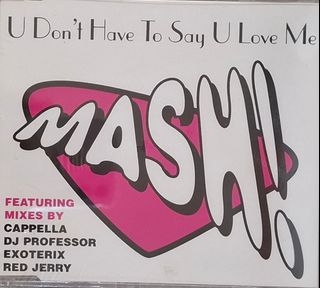 U Don't Have To Say U Love Me
MASH!
FEATURING
MIXES BY
CAPPELLA
DJ PROFESSOR
EXOTERIX
RED JERRY